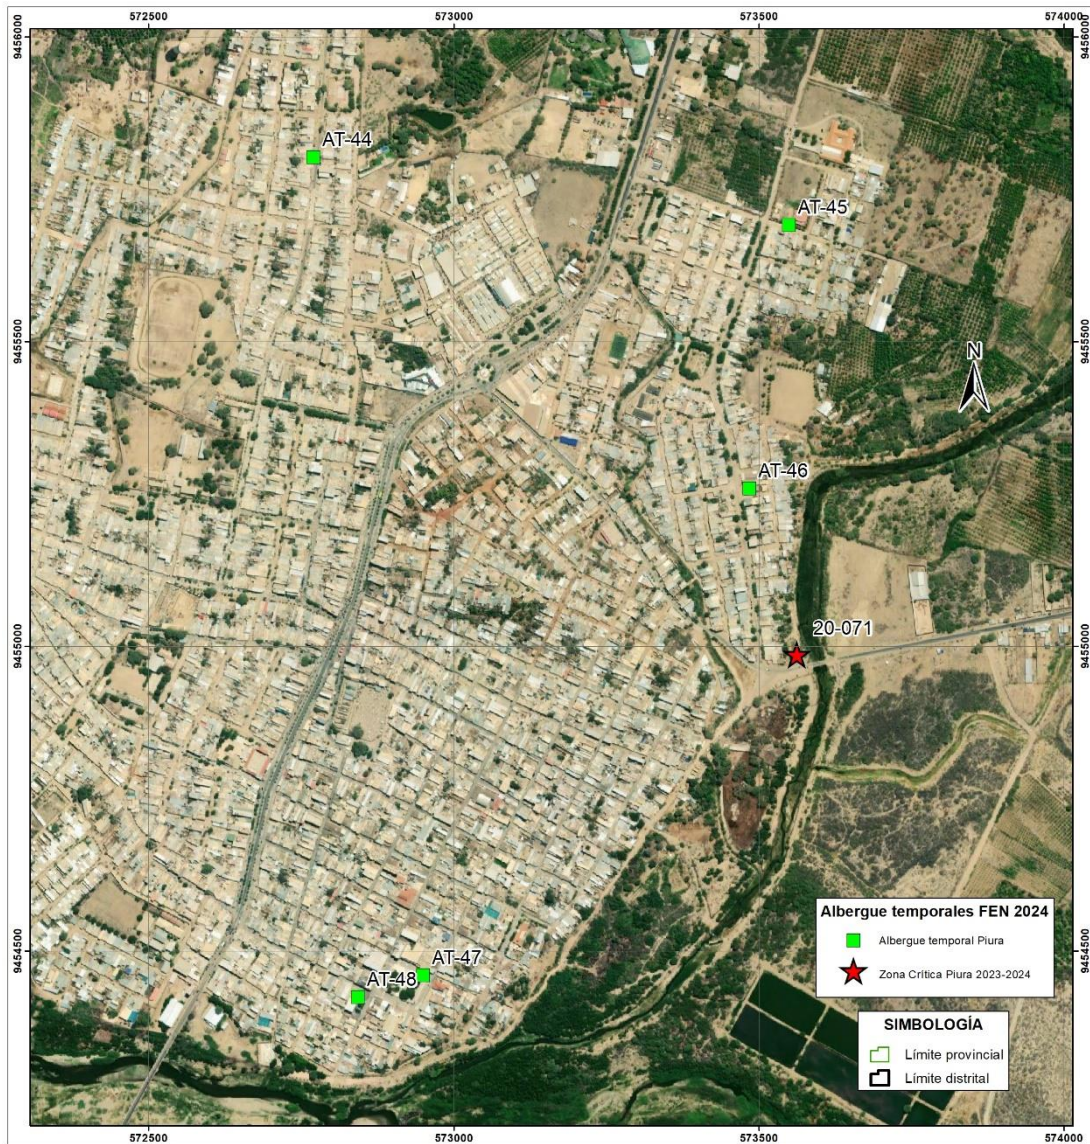 572500 573000 573500 574000
9456000 9456000
AT-44
AT-45
9455500 9455500
N
AT-46
20-071
9455000 9455000
Albergue temporales FEN 2024
Albergue temporal Piura
Zona Crítica Piura 2023-2024
9454500 9454500
AT-47
AT-48
SIMBOLOGÍA
Límite provincial
Límite distrital
572500 573000 573500 574000